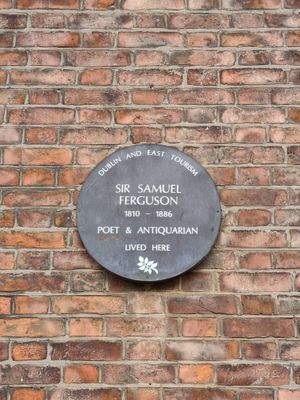 DUBLIN AND EAST TOURISM
SIR SAMUEL
FERGUSON
1810 – 1886
POET & ANTIQUARIAN
LIVED HERE